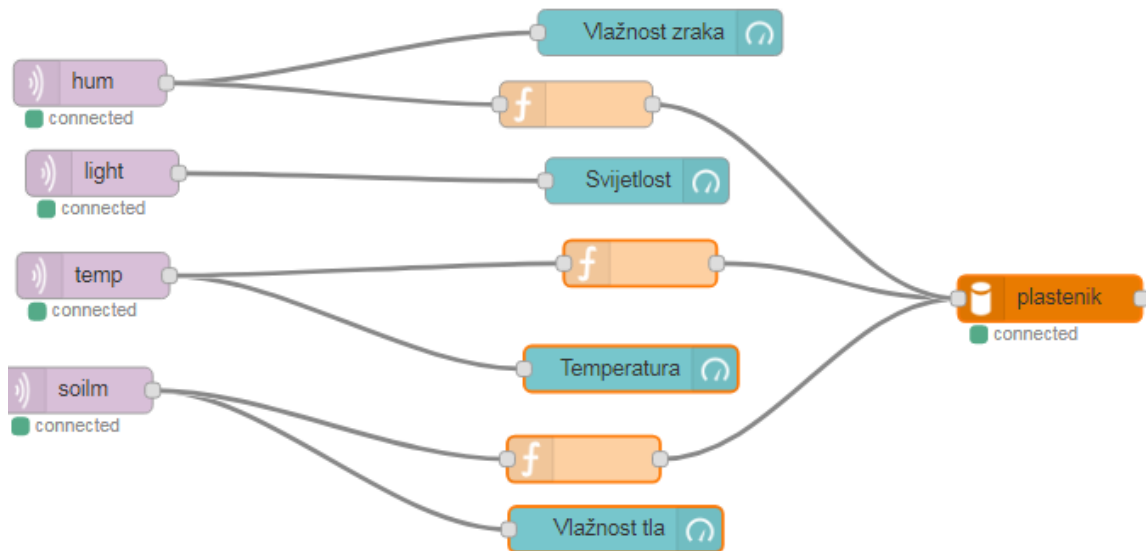 Vlažnost zraka
hum
connected
light
connected
Svijetlost
temp
connected
plastenik
connected
Temperatura
soilm
connected
Vlažnost tla